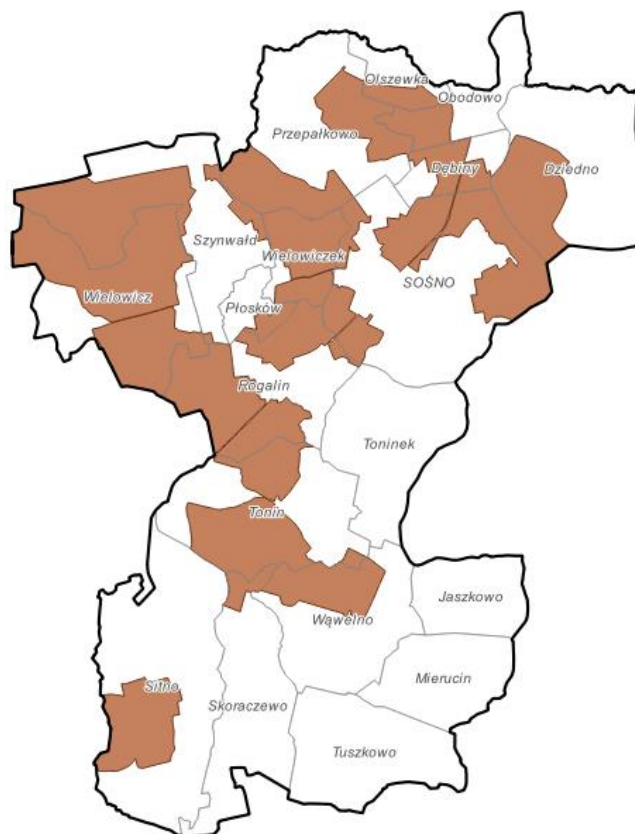 Olszewka
Obodowo
Przepałkowo
Dębiny
Dziedno
Szynwałd
Wielowiczek
SOŚNO
Wielowicz
Płosków
Rogalin
Toninek
Tonin
Jaszkowo
Wąwelno
Mierucin
Sitno
Skoraczewo
Tuszkowo